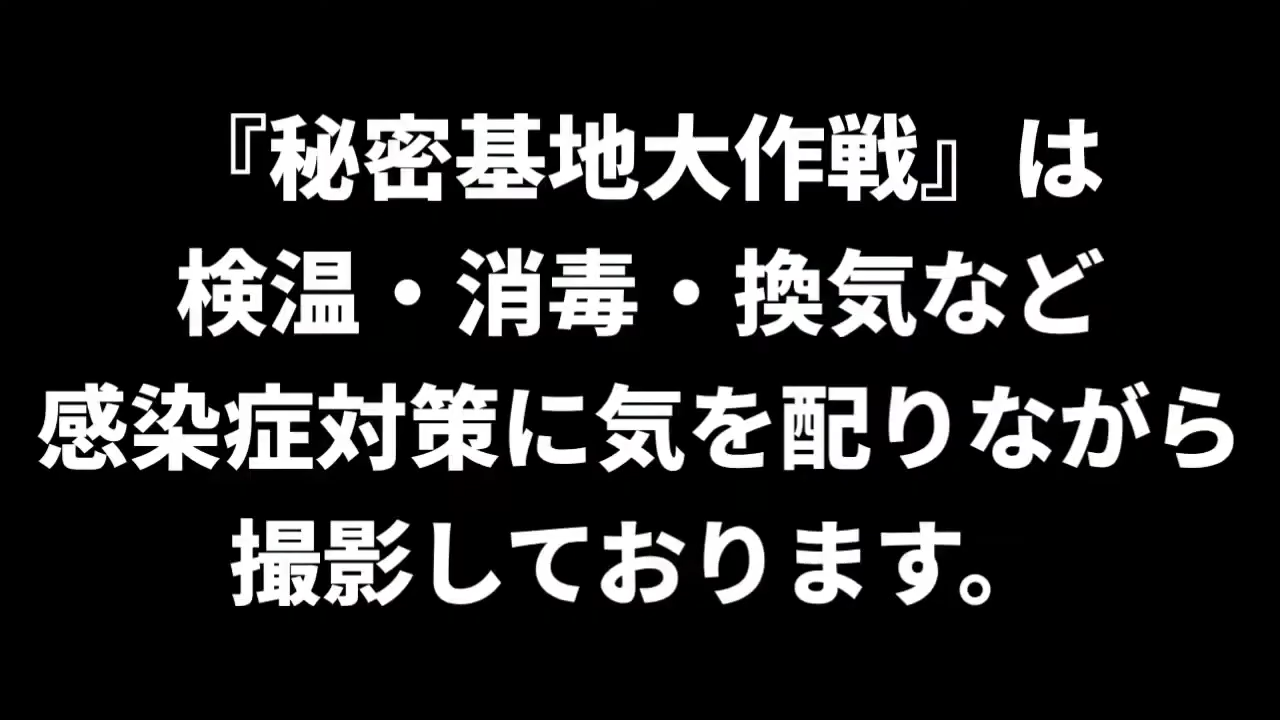 『秘密基地大作戦』は
検温・消毒・換気など
感染症対策に気を配りながら
撮影しております。